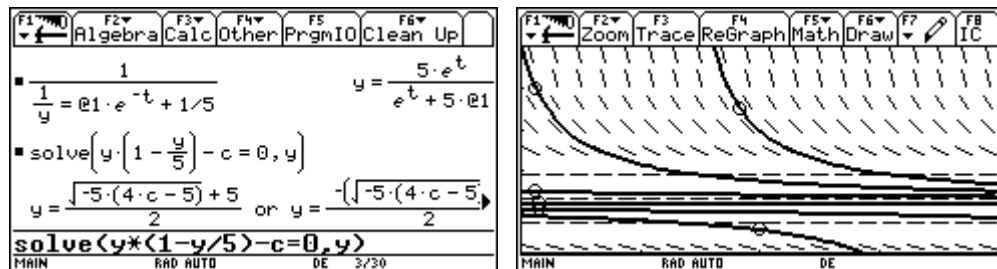 F1 F2 Algebra F3 Calc F4 Other F5 PrgmIO F6 Clean Up
1/(1/y = @1·e^-t + 1/5) y = 5·e^t/(e^t + 5·@1)
solve(y·(1 - y/5) - c = 0, y)
y = (√(-5·(4·c - 5)) + 5)/2 or y = -(√(-5·(4·c - 5)/2
solve(y*(1-y/5)-c=0,y)
MAIN RAD AUTO DE 3/30
F1 F2 Zoom F3 Trace F4 ReGraph F5 Math F6 Draw F7 F8 IC
MAIN RAD AUTO DE